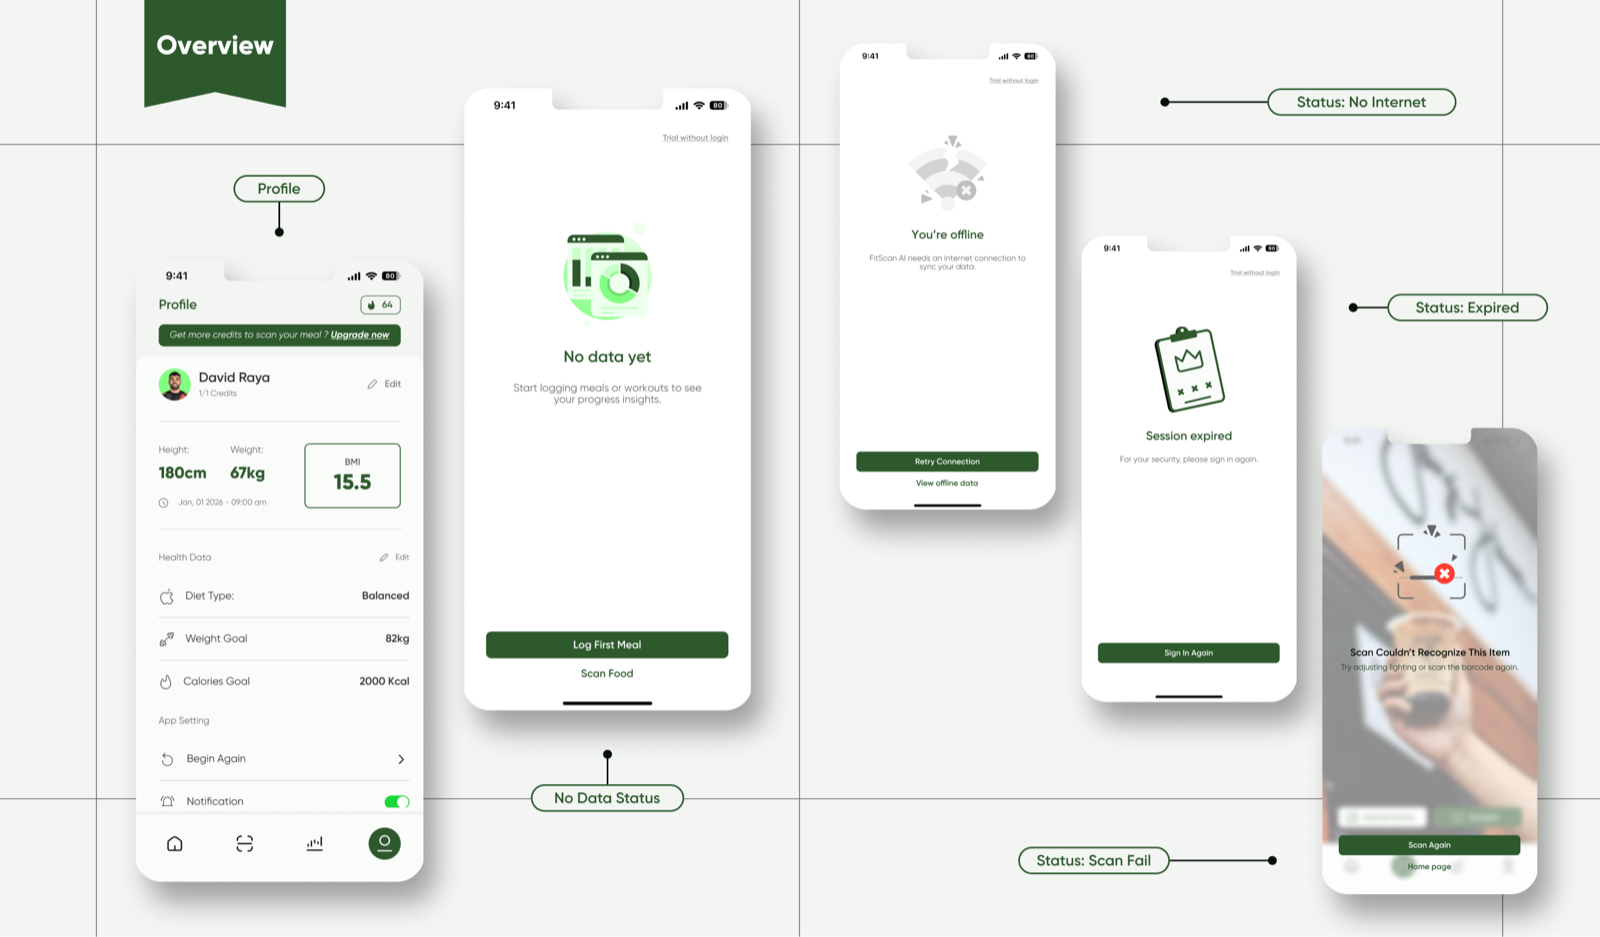 Overview
Profile
9:41
80
Profile
64
Get more credits to scan your meal ? Upgrade now
David Raya
1/1 Credits
Edit
Height:
Weight:
180cm
67kg
Jan, 01 2026 - 09:00 am
BMI
15.5
Health Data
Edit
Diet Type:
Balanced
Weight Goal
82kg
Calories Goal
2000 Kcal
App Setting
Begin Again
Notification
9:41
80
Trial without login
No data yet
Start logging meals or workouts to see
your progress insights.
Log First Meal
Scan Food
No Data Status
9:41
80
Trial without login
You're offline
FitScan AI needs an internet connection to
sync your data.
Retry Connection
View offline data
Status: No Internet
9:41
80
Trial without login
Session expired
For your security, please sign in again.
Sign In Again
Status: Expired
Scan Couldn't Recognize This Item
Try adjusting lighting or scan the barcode again.
Scan Again
Home page
Status: Scan Fail